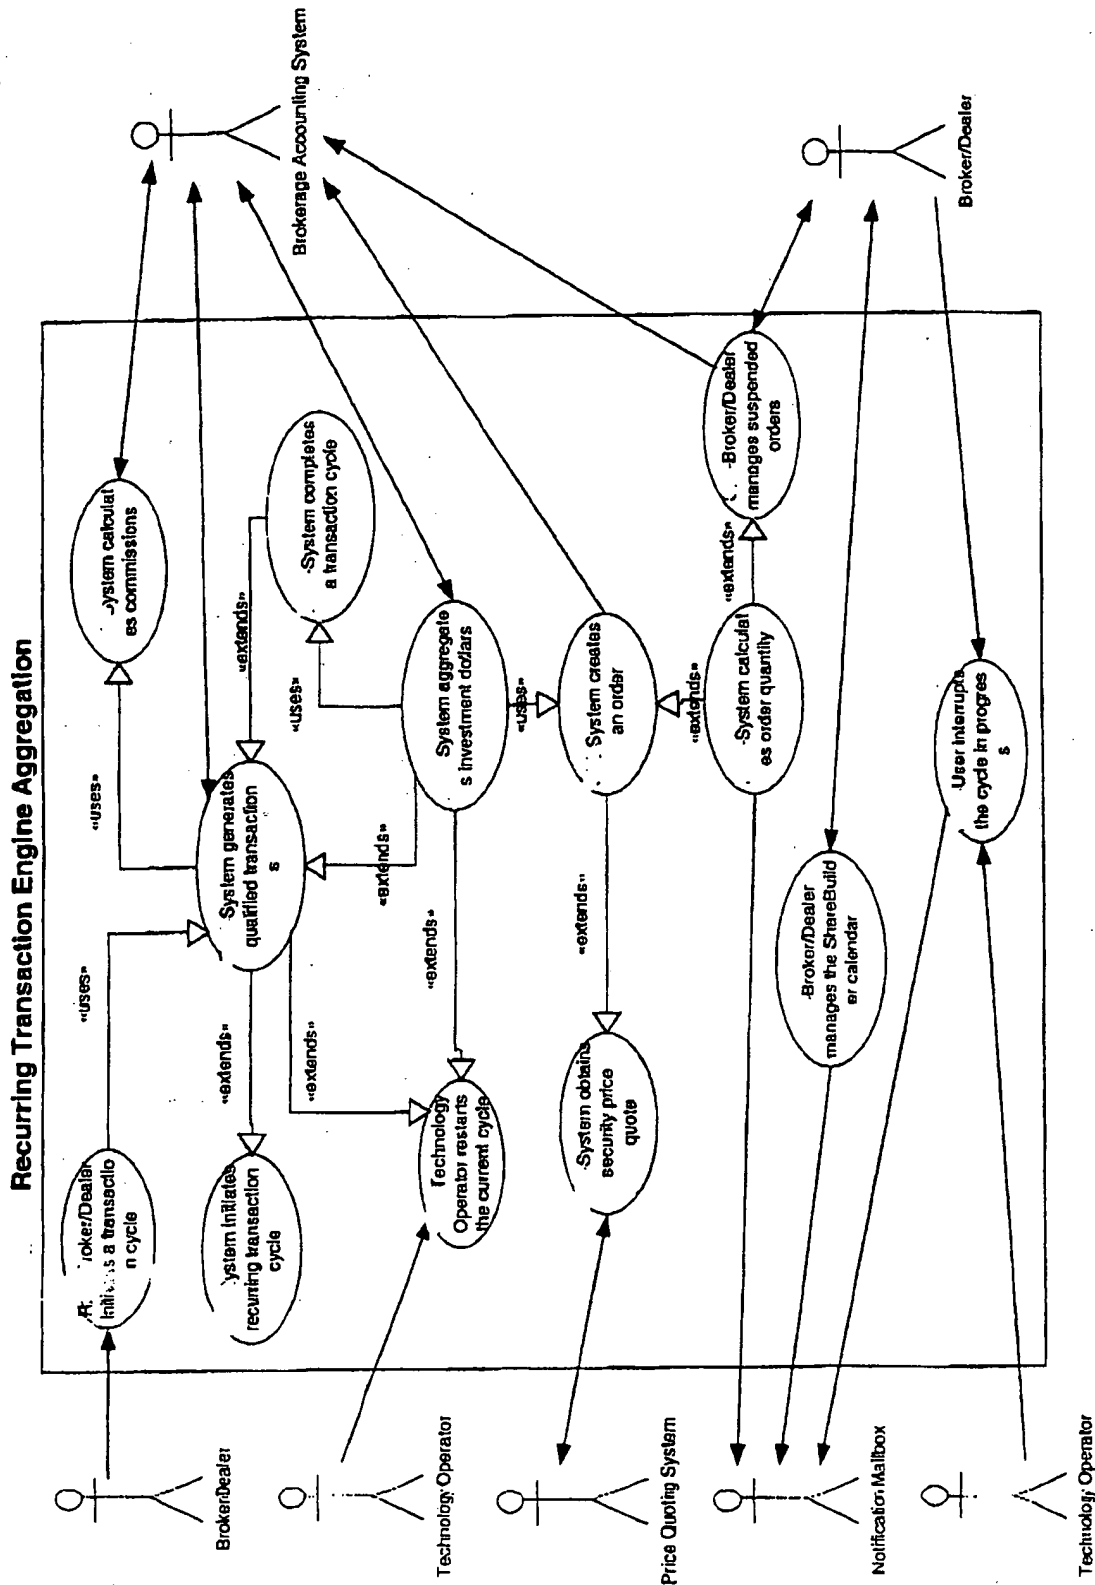 Recurring Transaction Engine Aggregation
Broker/Dealer
Technology Operator
Price Quoting System
Notification Mailbox
Technology Operator
roker/Dealer
a transactio
n cycle
«uses»
ystem initiates
recurring transaction
cycle
«extends»
«extends»
Technology
Operator restarts
the current cycle
«extends»
System obtains
security price
quote
«extends»
System generates
qualified transaction
s
«uses»
ystem calculat
es commissions
«extends»
System completes
a transaction cycle
«uses»
«extends»
System aggregate
s investment dollars
«uses»
System creates
an order
«extends»
System calculat
es order quantity
«extends»
Broker/Dealer
manages suspended
orders
Broker/Dealer
manages the ShareBuild
er calendar
User interrupts
the cycle in progres
s
Brokerage Accounting System
Broker/Dealer